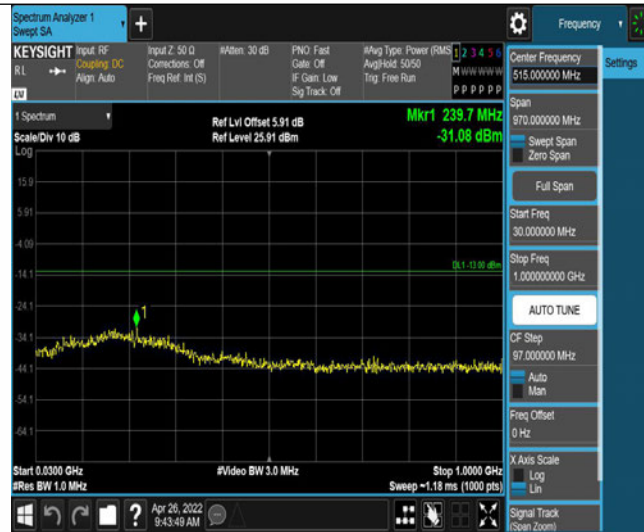 Spectrum Analyzer 1
Swept SA
+
Frequency
KEYSIGHT
RL
Input: RF
Coupling: DC
Align: Auto
Input Z: 50 Ω
Corrections: Off
Freq Ref: Int (S)
#Atten: 30 dB
PNO: Fast
Gate: Off
IF Gain: Low
Sig Track: Off
#Avg Type: Power (RMS
Avg|Hold: 50/50
Trig: Free Run
1 2 3 4 5 6
M W W W W W
P P P P P P
1 Spectrum
Scale/Div 10 dB
Log
Ref Lvl Offset 5.91 dB
Ref Level 25.91 dBm
Mkr1 239.7 MHz
-31.08 dBm
15.9
5.91
-4.09
DL1 -13.00 dBm
-14.1
-24.1
1
-34.1
-44.1
-54.1
-64.1
Start 0.0300 GHz
#Res BW 1.0 MHz
#Video BW 3.0 MHz
Stop 1.0000 GHz
Sweep ~1.18 ms (1000 pts)
Apr 26, 2022
9:43:49 AM
Settings
Center Frequency
515.000000 MHz
Span
970.000000 MHz
Swept Span
Zero Span
Full Span
Start Freq
30.000000 MHz
Stop Freq
1.000000000 GHz
AUTO TUNE
CF Step
97.000000 MHz
Auto
Man
Freq Offset
0 Hz
X Axis Scale
Log
Lin
Signal Track
(Span Zoom)